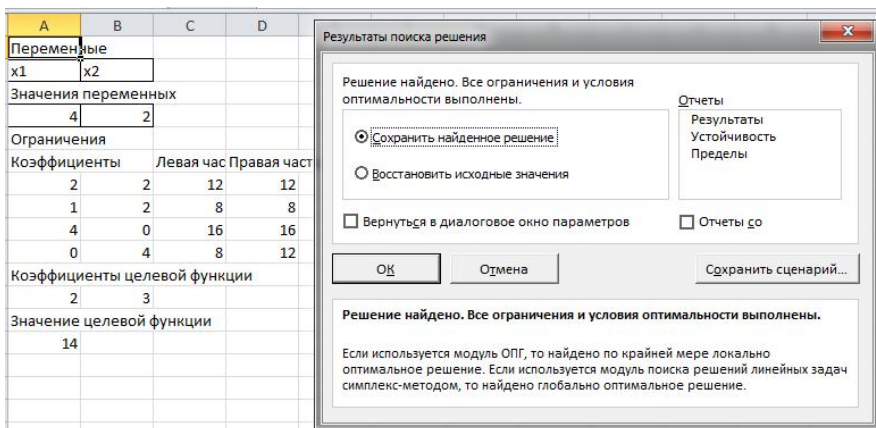 A B C D
Переменные
x1 x2
Значения переменных
4 2
Ограничения
Коэффициенты Левая час Правая част
2 2 12 12
1 2 8 8
4 0 16 16
0 4 8 12
Коэффициенты целевой функции
2 3
Значение целевой функции
14
Результаты поиска решения
Решение найдено. Все ограничения и условия
оптимальности выполнены.
Сохранить найденное решение
Восстановить исходные значения
Отчеты
Результаты
Устойчивость
Пределы
Вернуться в диалоговое окно параметров
Отчеты со
ОК Отмена Сохранить сценарий...
Решение найдено. Все ограничения и условия оптимальности выполнены.
Если используется модуль ОПГ, то найдено по крайней мере локально
оптимальное решение. Если используется модуль поиска решений линейных задач
симплекс-методом, то найдено глобально оптимальное решение.